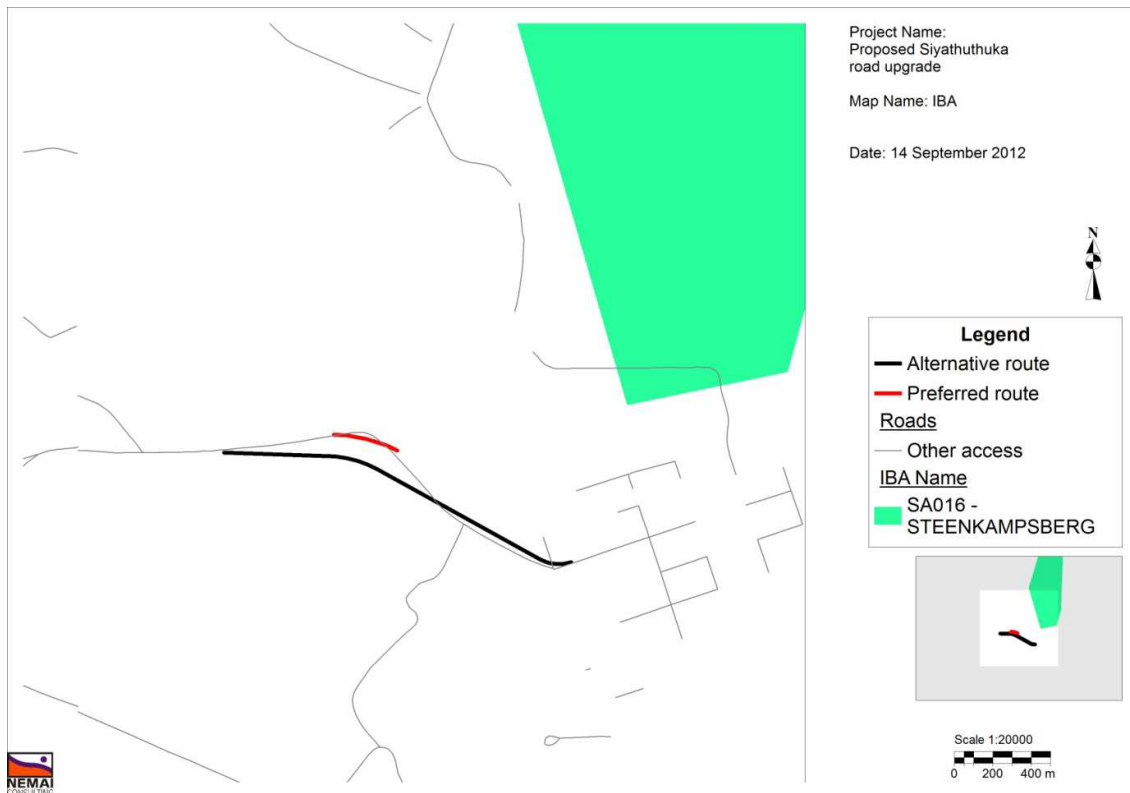 Project Name:
Proposed Siyathuthuka
road upgrade
Map Name: IBA
Date: 14 September 2012
N
Legend
Alternative route
Preferred route
Roads
Other access
IBA Name
SA016 -
STEENKAMPSBERG
Scale 1:20000
0 200 400 m
NEMAI
CONSULTING